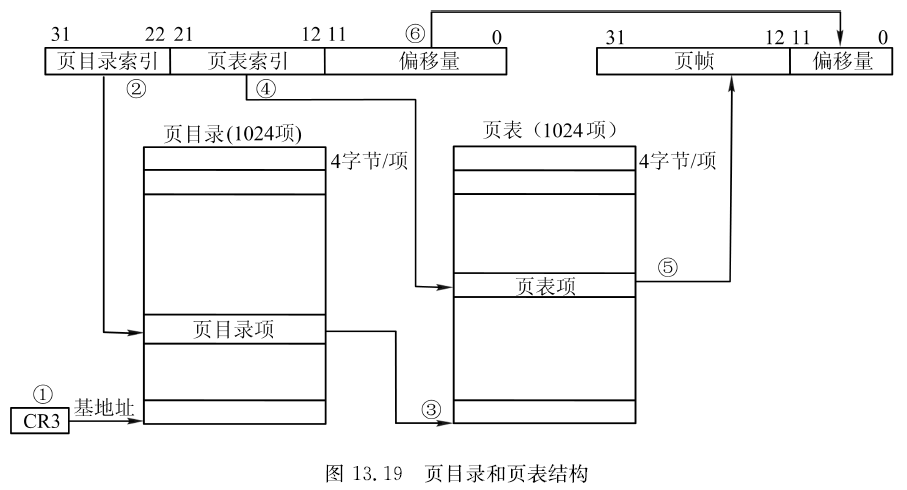 31 22 21 12 11 ⑥ 0 31 12 11 0
页目录索引 页表索引 偏移量 页帧 偏移量
② ④
页目录(1024项) 页表（1024项）
4字节/项 4字节/项
⑤
页表项
页目录项
① ③
基地址
CR3
图 13.19 页目录和页表结构